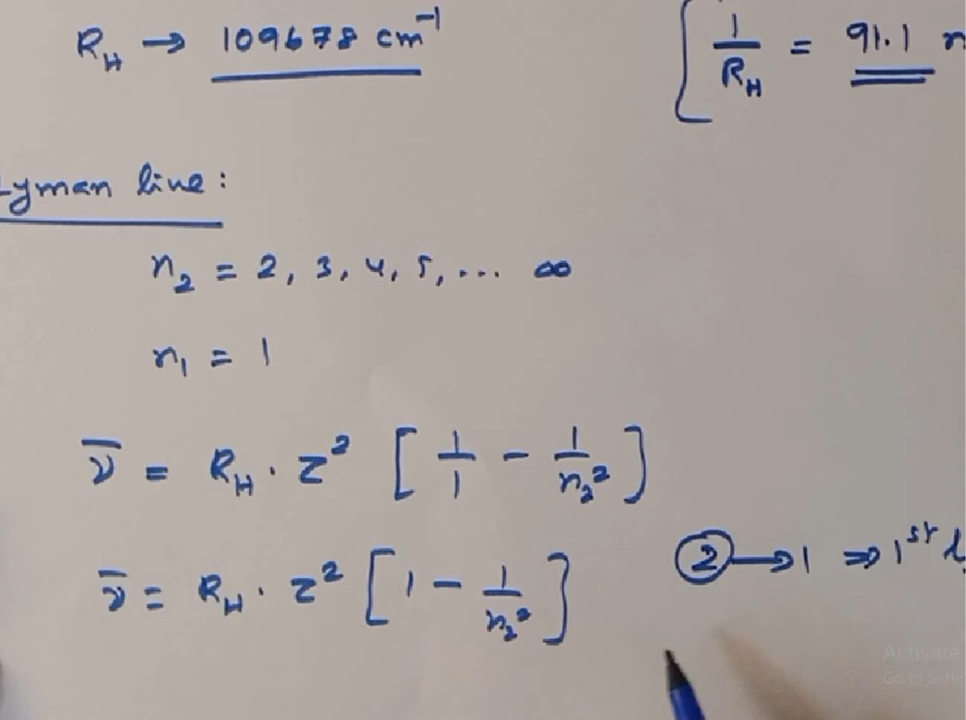 R_H → 109678 cm⁻¹
1/R_H = 91.1 n
Lyman line:
n₂ = 2, 3, 4, 5, ... ∞
n₁ = 1
ν̅ = R_H . Z² [1/1 - 1/n₂²]
② → 1 ⇒ 1st
ν̅ = R_H . Z² [1 - 1/n₂²]
Activate